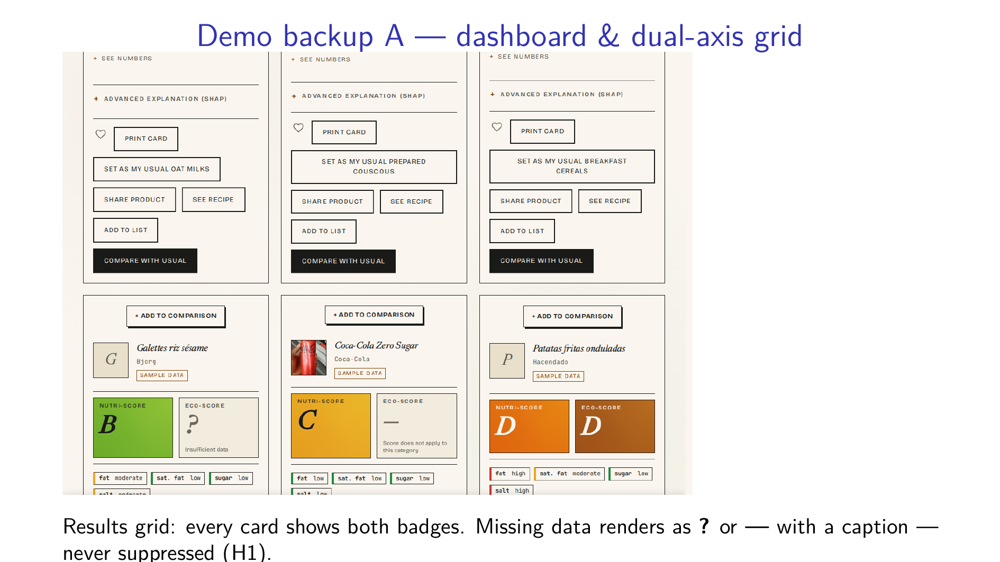 Demo backup A — dashboard & dual-axis grid
+ SEE NUMBERS
+ ADVANCED EXPLANATION (SHAP)
PRINT CARD
SET AS MY USUAL OAT MILKS
SHARE PRODUCT
SEE RECIPE
ADD TO LIST
COMPARE WITH USUAL
+ SEE NUMBERS
+ ADVANCED EXPLANATION (SHAP)
PRINT CARD
SET AS MY USUAL PREPARED
COUSCOUS
SHARE PRODUCT
SEE RECIPE
ADD TO LIST
COMPARE WITH USUAL
+ SEE NUMBERS
+ ADVANCED EXPLANATION (SHAP)
PRINT CARD
SET AS MY USUAL BREAKFAST
CEREALS
SHARE PRODUCT
SEE RECIPE
ADD TO LIST
COMPARE WITH USUAL
+ ADD TO COMPARISON
G
Galettes riz sésame
Bjorg
SAMPLE DATA
NUTRI-SCORE
B
ECO-SCORE
?
Insufficient data
fat moderate
sat. fat low
sugar low
salt moderate
+ ADD TO COMPARISON
Coca-Cola Zero Sugar
Coca-Cola
SAMPLE DATA
NUTRI-SCORE
C
ECO-SCORE
—
Score does not apply to
this category
fat low
sat. fat low
sugar low
salt low
+ ADD TO COMPARISON
P
Patatas fritas onduladas
Hacendado
SAMPLE DATA
NUTRI-SCORE
D
ECO-SCORE
D
fat high
sat. fat moderate
sugar low
salt high
Results grid: every card shows both badges. Missing data renders as ? or — with a caption —
never suppressed (H1).